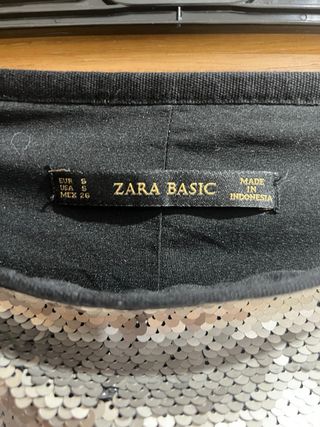 EUR S
USA S
MEX 26
ZARA BASIC
MADE
IN
INDONESIA